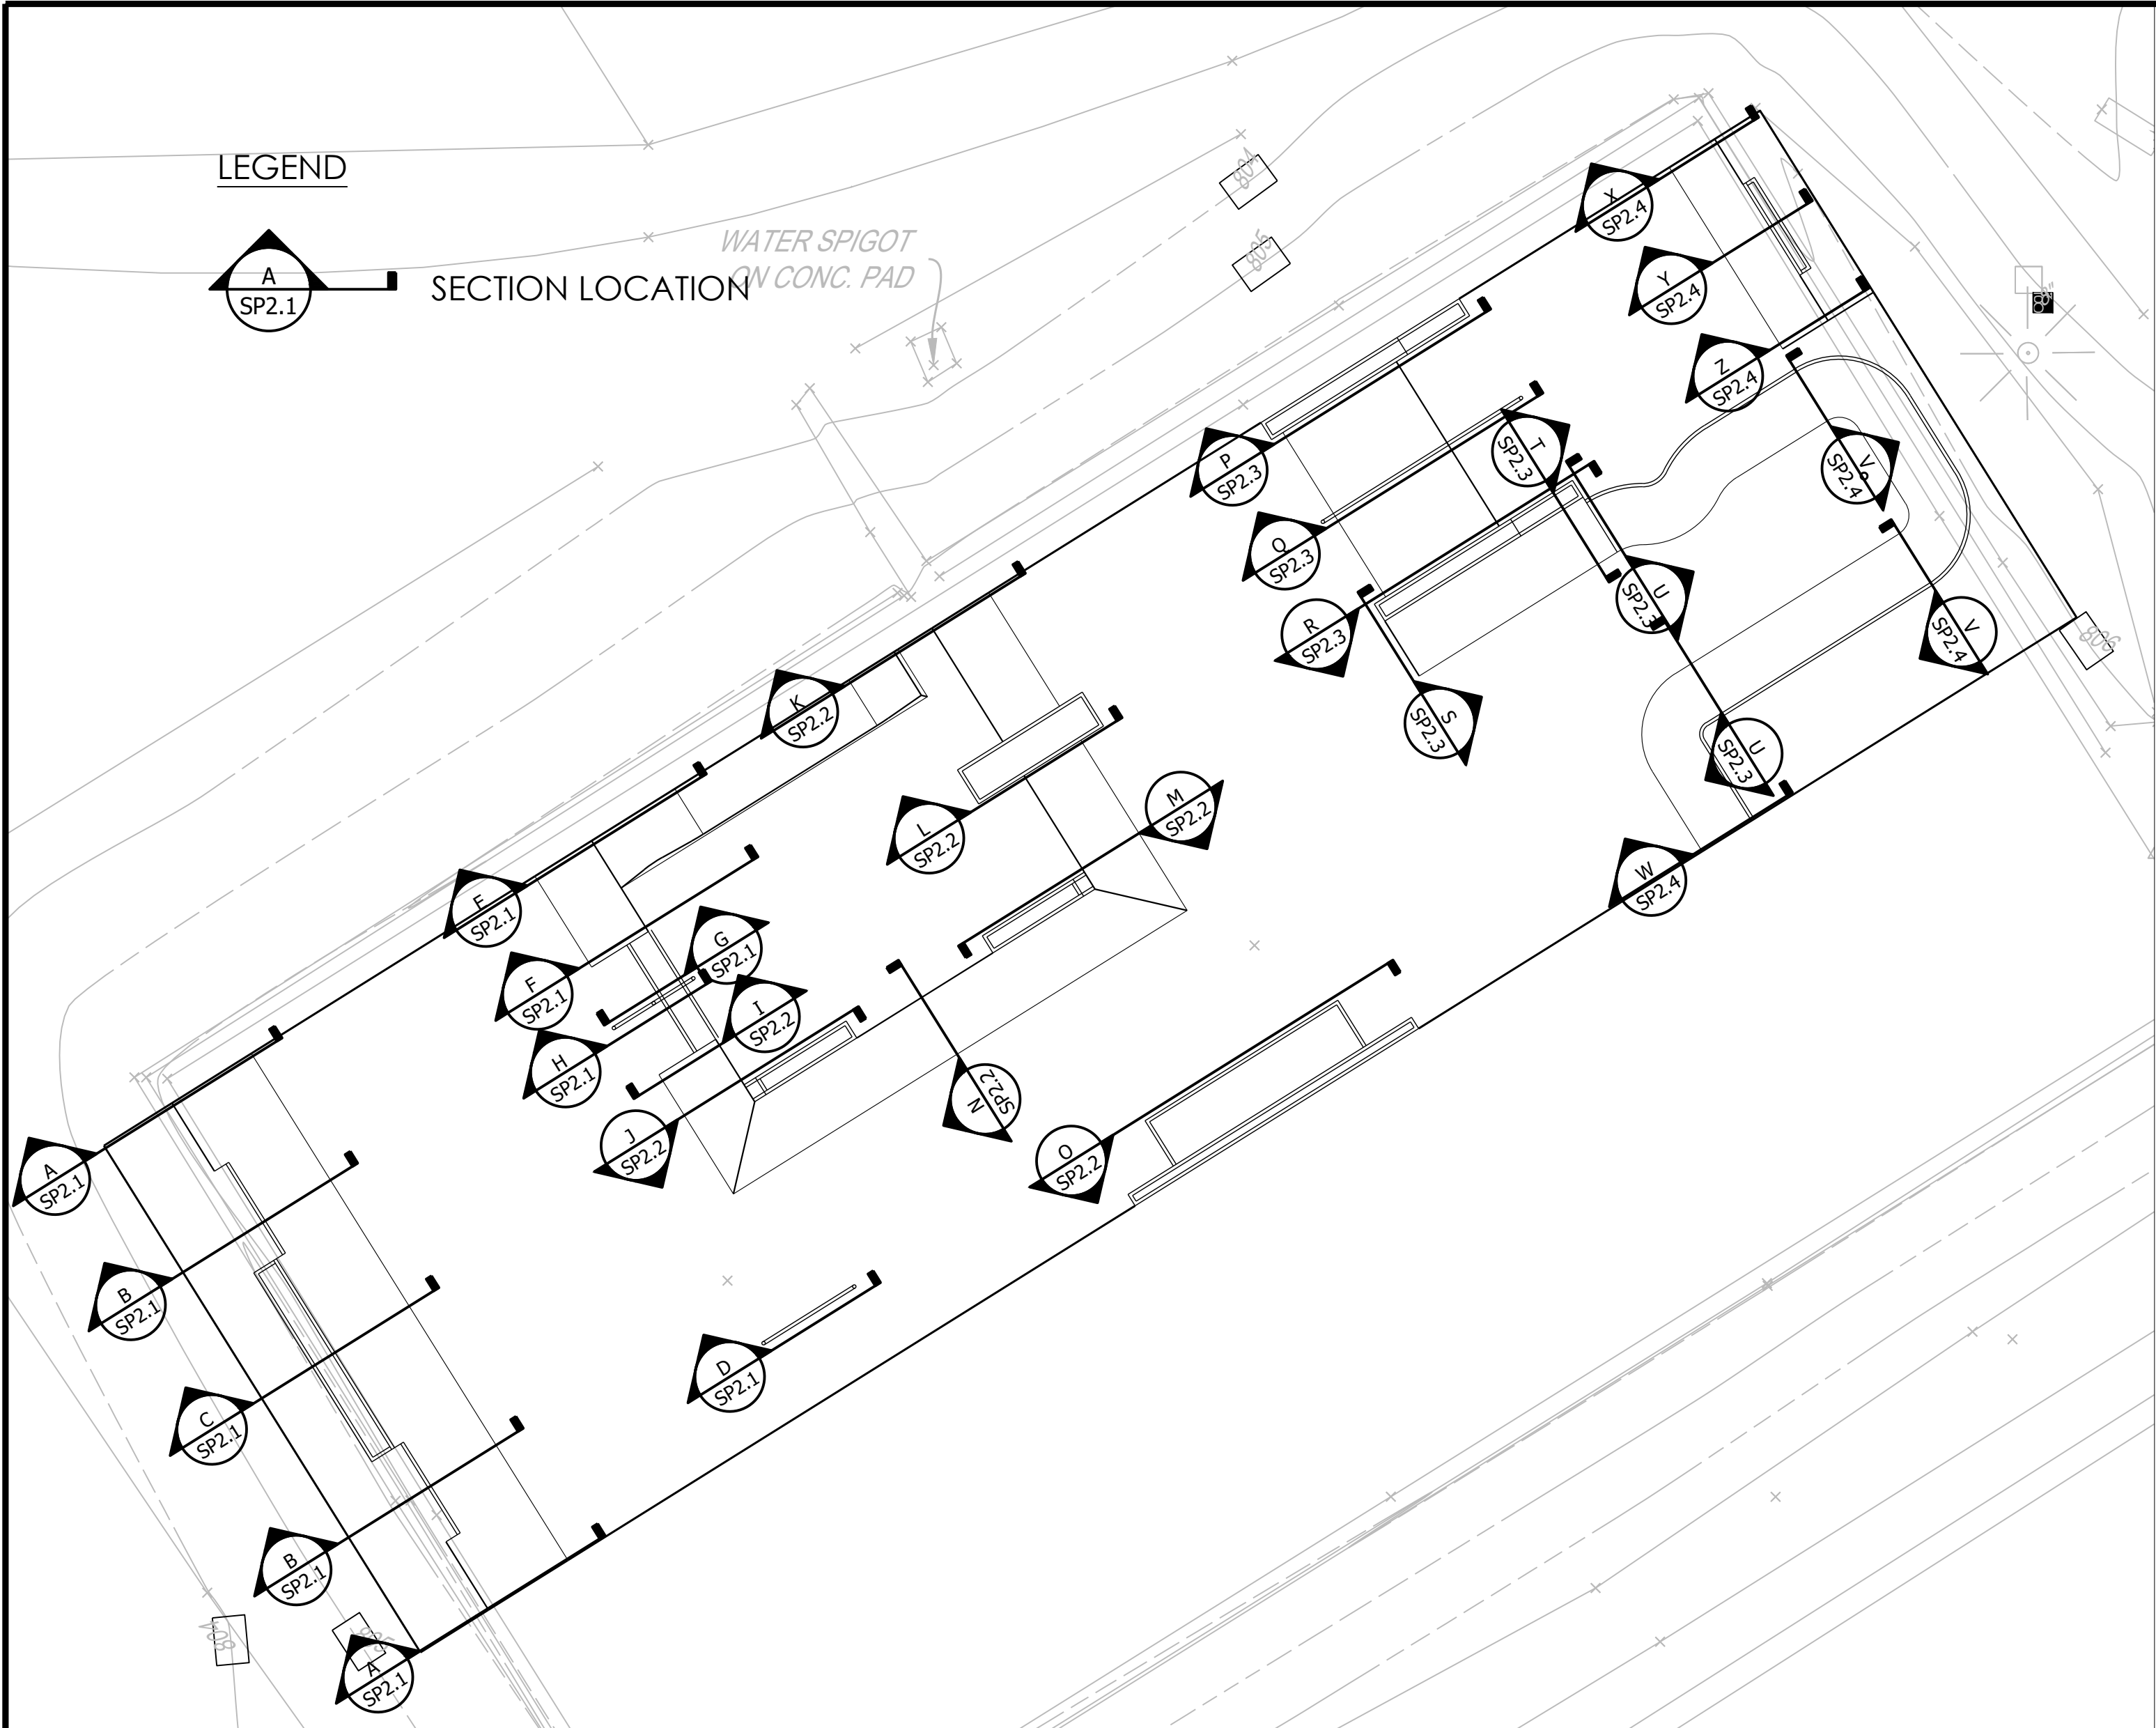 LEGEND
A
SP2.1
SECTION LOCATION
WATER SPIGOT
ON CONC. PAD
804
805
X
SP2.4
Y
SP2.4
Z
SP2.4
P
SP2.3
Q
SP2.3
R
SP2.3
T
SP2.3
S
SP2.3
U
SP2.3
U
SP2.3
V
SP2.4
V
SP2.4
W
SP2.4
806
K
SP2.2
L
SP2.2
M
SP2.2
E
SP2.1
F
SP2.1
G
SP2.1
H
SP2.1
I
SP2.2
J
SP2.2
N
SP2.2
O
SP2.2
A
SP2.1
B
SP2.1
C
SP2.1
D
SP2.1
B
SP2.1
A
SP2.1